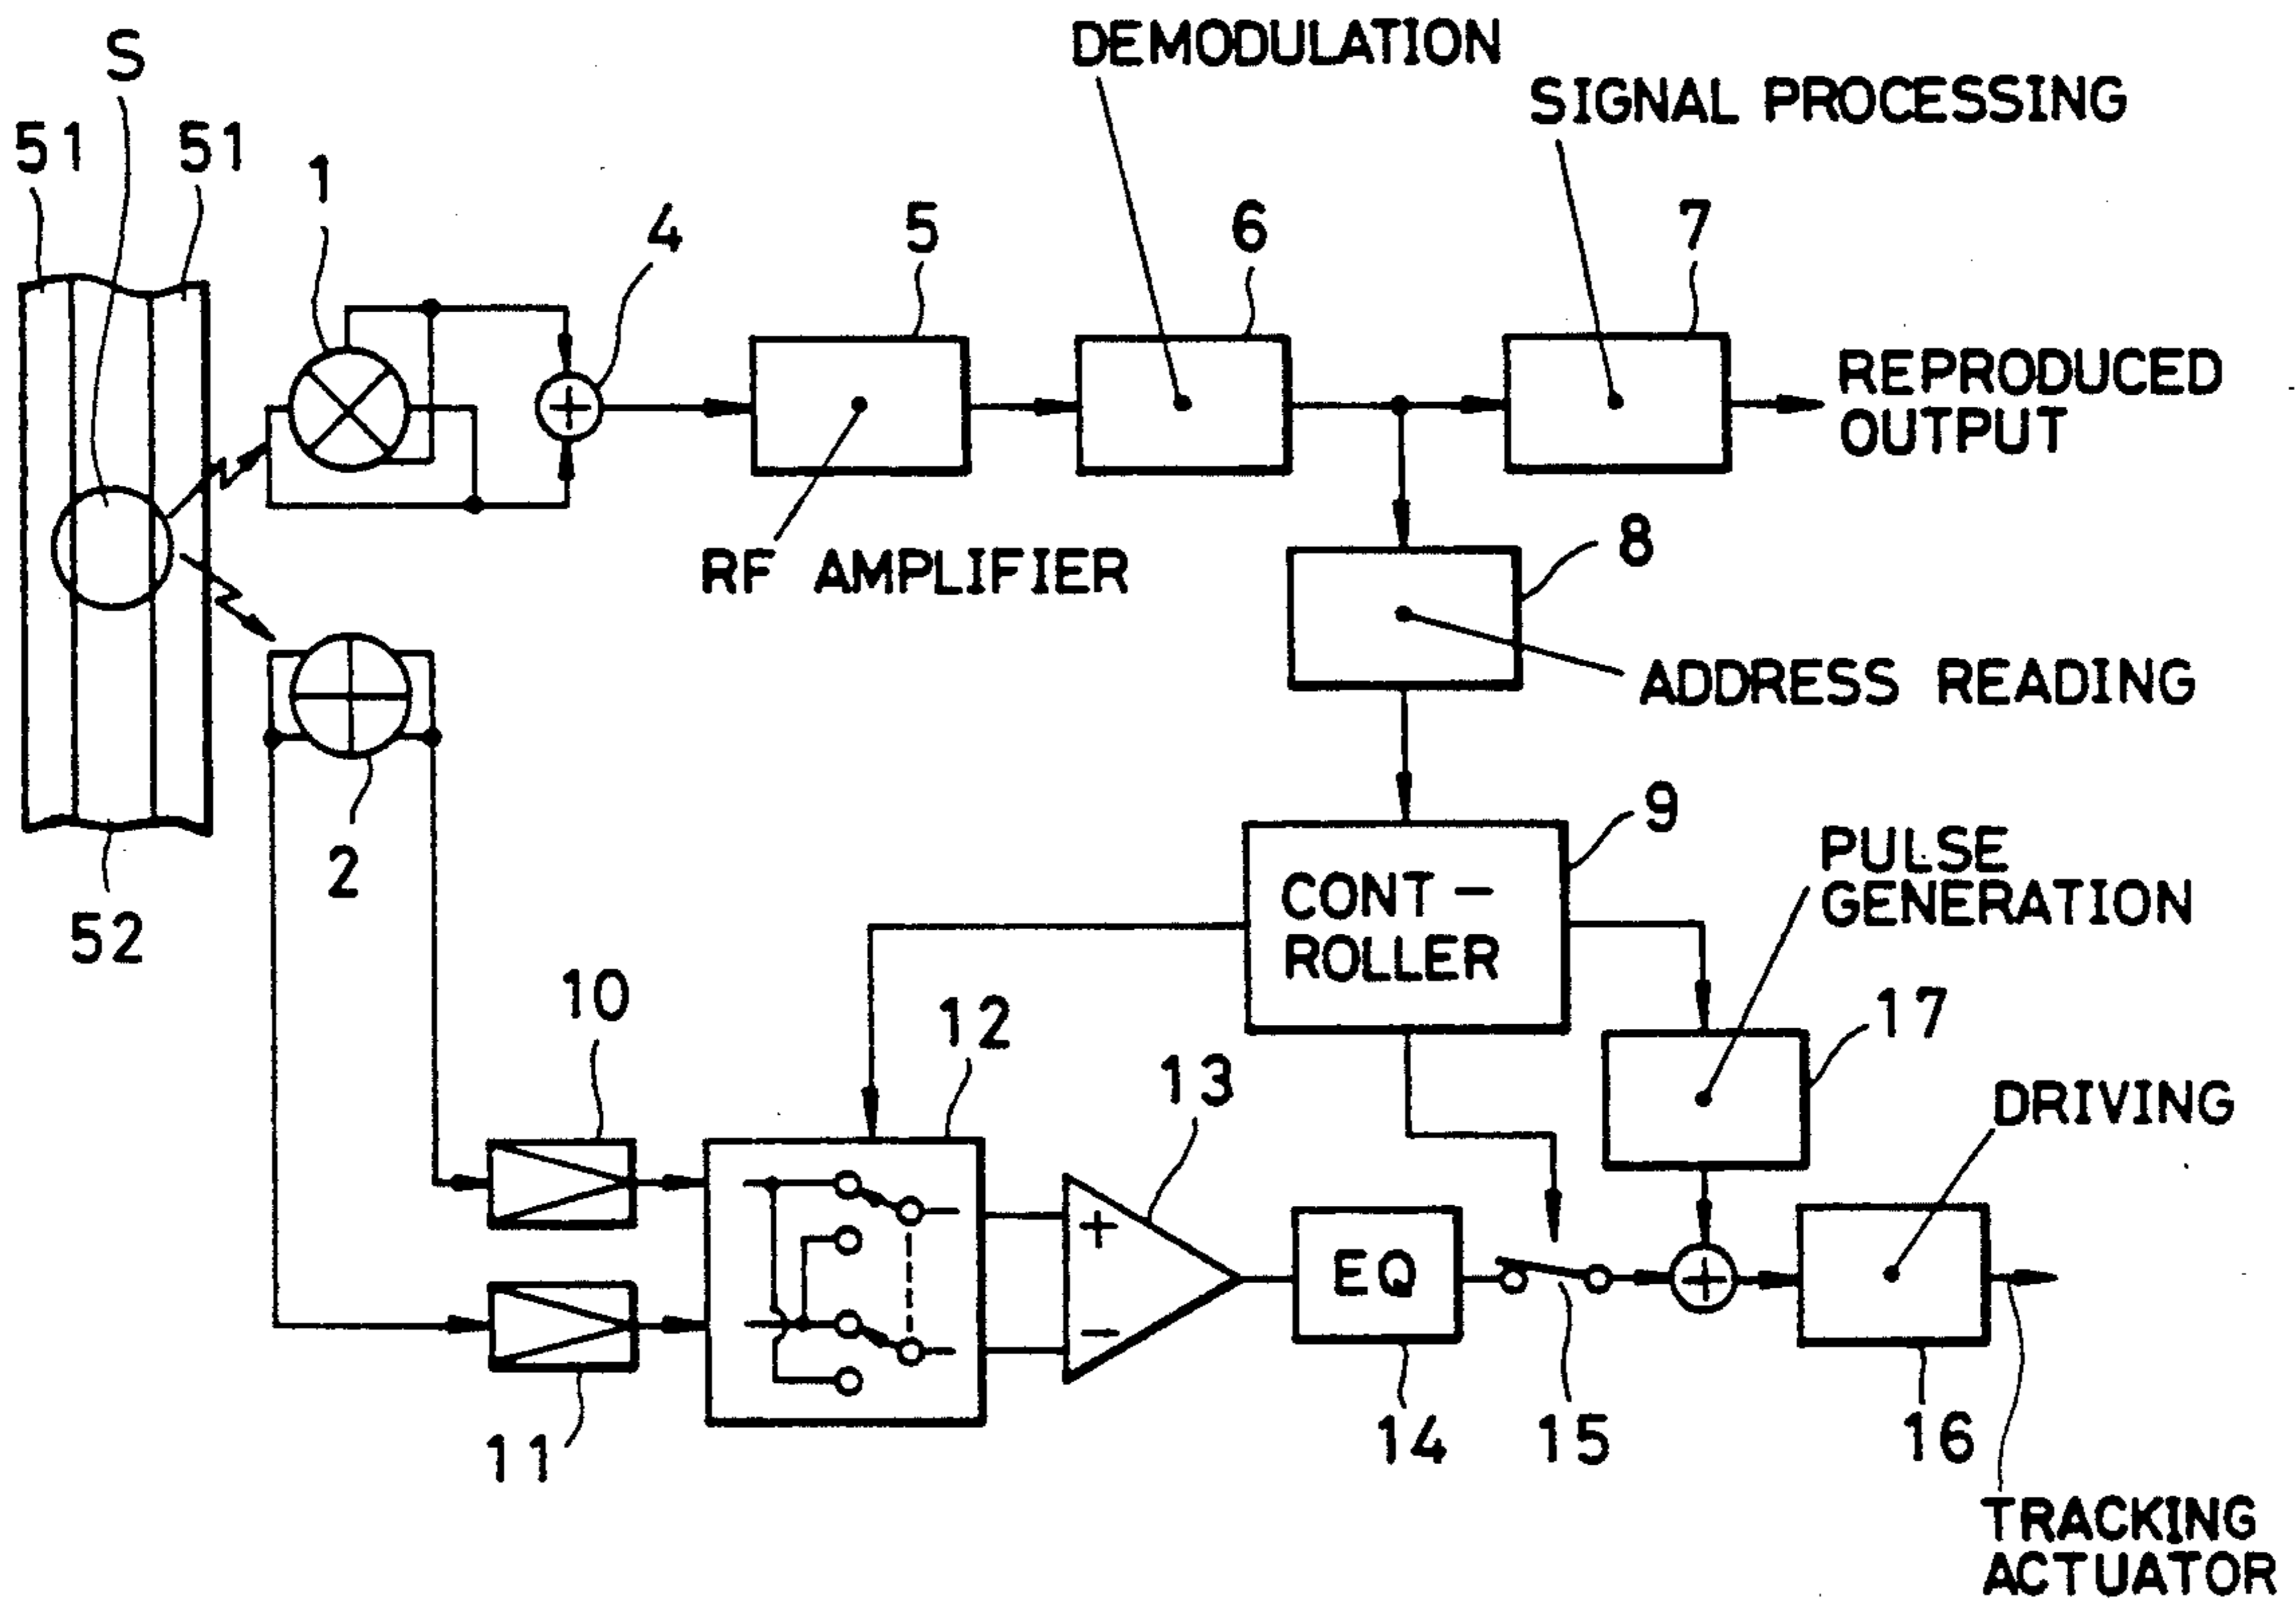 DEMODULATION
S
SIGNAL PROCESSING
51
51
1
4
5
6
7
REPRODUCED
OUTPUT
RF AMPLIFIER
8
ADDRESS READING
2
52
9
CONT-
ROLLER
PULSE
GENERATION
10
12
13
17
DRIVING
+
−
EQ
11
14
15
16
TRACKING
ACTUATOR